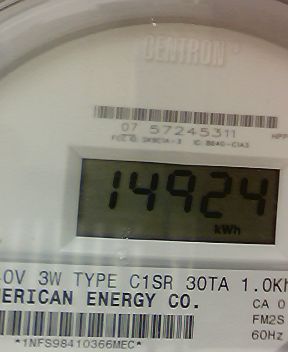 CENTRON®
07 57245311
14924
kWh
0V 3W TYPE C1SR 30TA 1.0Kh
ERICAN ENERGY CO.
CA 0
FM2S
60Hz
*1NFS98410366MEC*